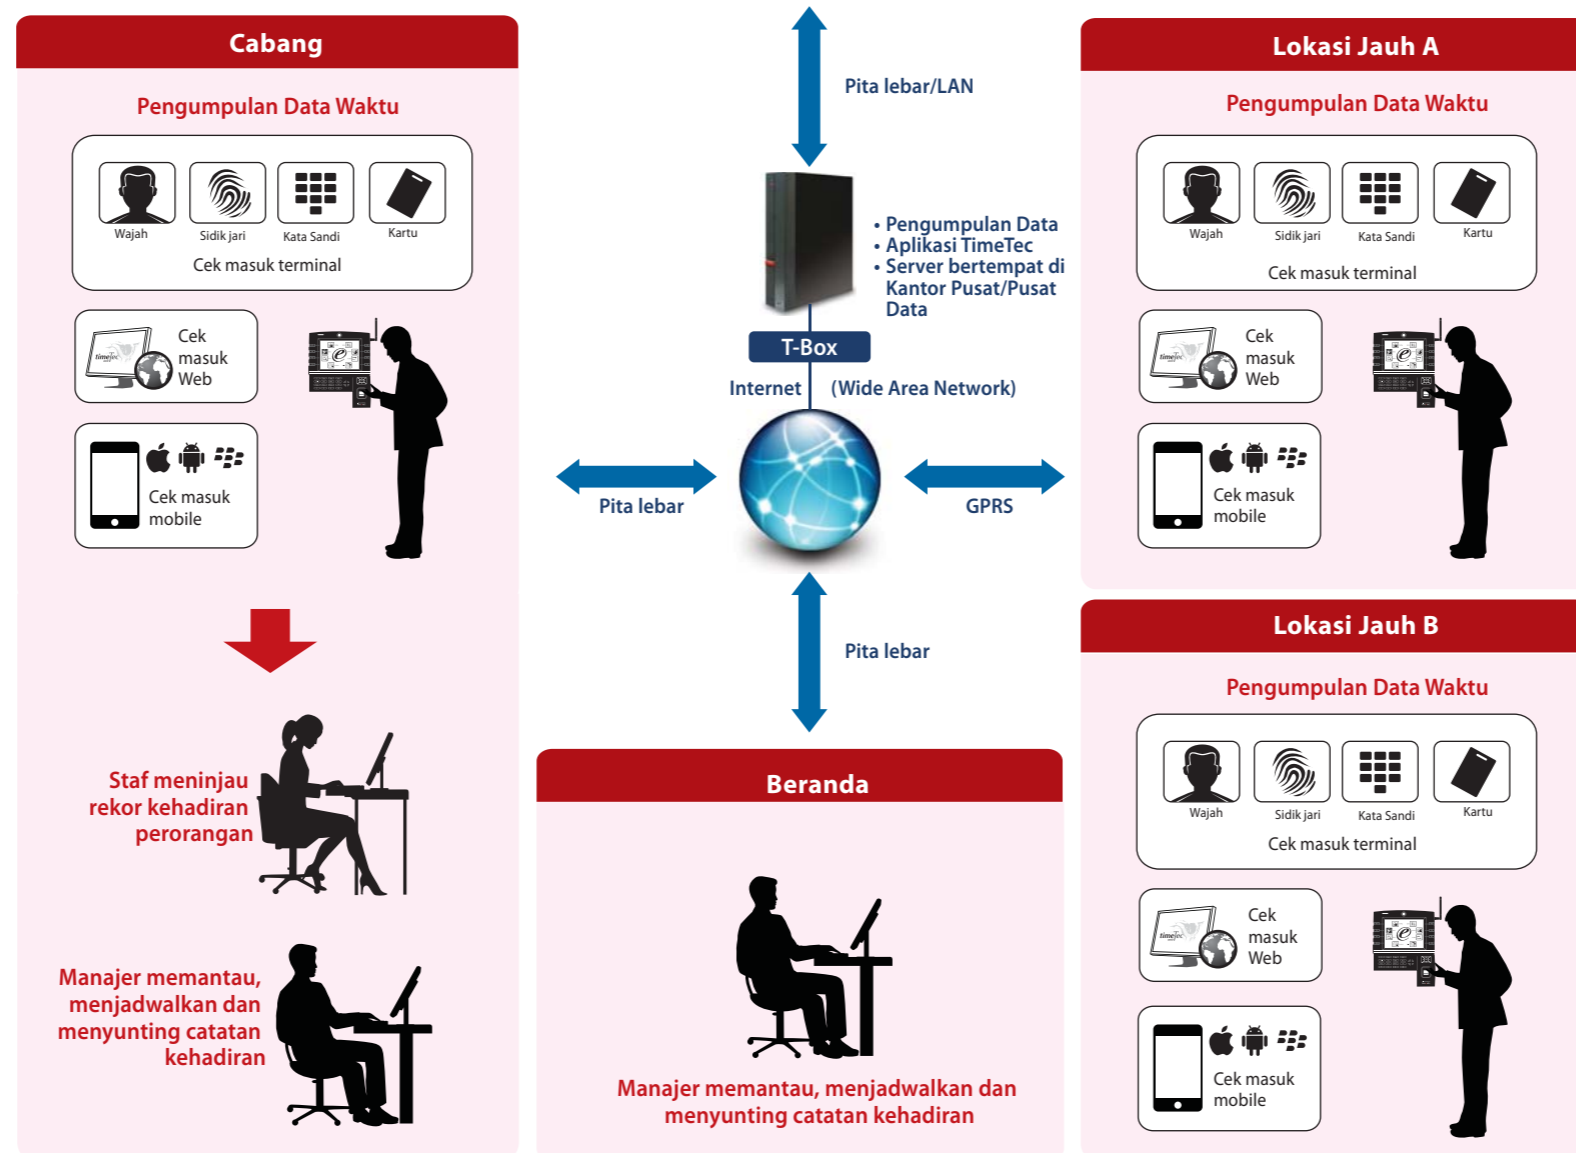 Cabang
Pengumpulan Data Waktu
Wajah
Sidik jari
Kata Sandi
Kartu
Cek masuk terminal
timeTec
Cek
masuk
Web
Cek masuk
mobile
Staf meninjau
rekor kehadiran
perorangan
Manajer memantau,
menjadwalkan dan
menyunting catatan
kehadiran
Pita lebar/LAN
• Pengumpulan Data
• Aplikasi TimeTec
• Server bertempat di
Kantor Pusat/Pusat
Data
T-Box
Internet (Wide Area Network)
Pita lebar
GPRS
Pita lebar
Beranda
Manajer memantau, menjadwalkan dan
menyunting catatan kehadiran
Lokasi Jauh A
Pengumpulan Data Waktu
Wajah
Sidik jari
Kata Sandi
Kartu
Cek masuk terminal
timeTec
Cek
masuk
Web
Cek masuk
mobile
Lokasi Jauh B
Pengumpulan Data Waktu
Wajah
Sidik jari
Kata Sandi
Kartu
Cek masuk terminal
timeTec
Cek
masuk
Web
Cek masuk
mobile